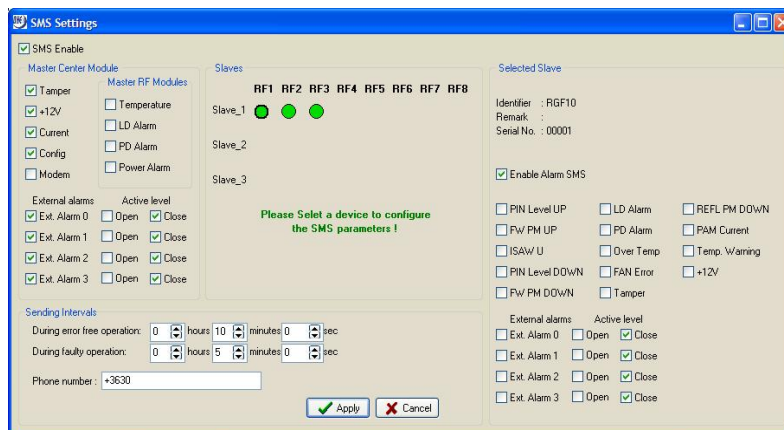 SMS Settings
SMS Enable
Master Center Module
Tamper
+12V
Current
Config
Modem
Master RF Modules
Temperature
LD Alarm
PD Alarm
Power Alarm
External alarms Active level
Ext. Alarm 0 Open Close
Ext. Alarm 1 Open Close
Ext. Alarm 2 Open Close
Ext. Alarm 3 Open Close
Slaves
RF1 RF2 RF3 RF4 RF5 RF6 RF7 RF8
Slave_1
Slave_2
Slave_3
Please Selet a device to configure
the SMS parameters !
Sending Intervals
During error free operation: 0 hours 10 minutes 0 sec
During faulty operation: 0 hours 5 minutes 0 sec
Phone number : +3630
Apply Cancel
Selected Slave
Identifier : RGF10
Remark :
Serial No. : 00001
Enable Alarm SMS
PIN Level UP LD Alarm REFL PM DOWN
FW PM UP PD Alarm PAM Current
ISAW U Over Temp Temp. Warning
PIN Level DOWN FAN Error +12V
FW PM DOWN Tamper
External alarms Active level
Ext. Alarm 0 Open Close
Ext. Alarm 1 Open Close
Ext. Alarm 2 Open Close
Ext. Alarm 3 Open Close